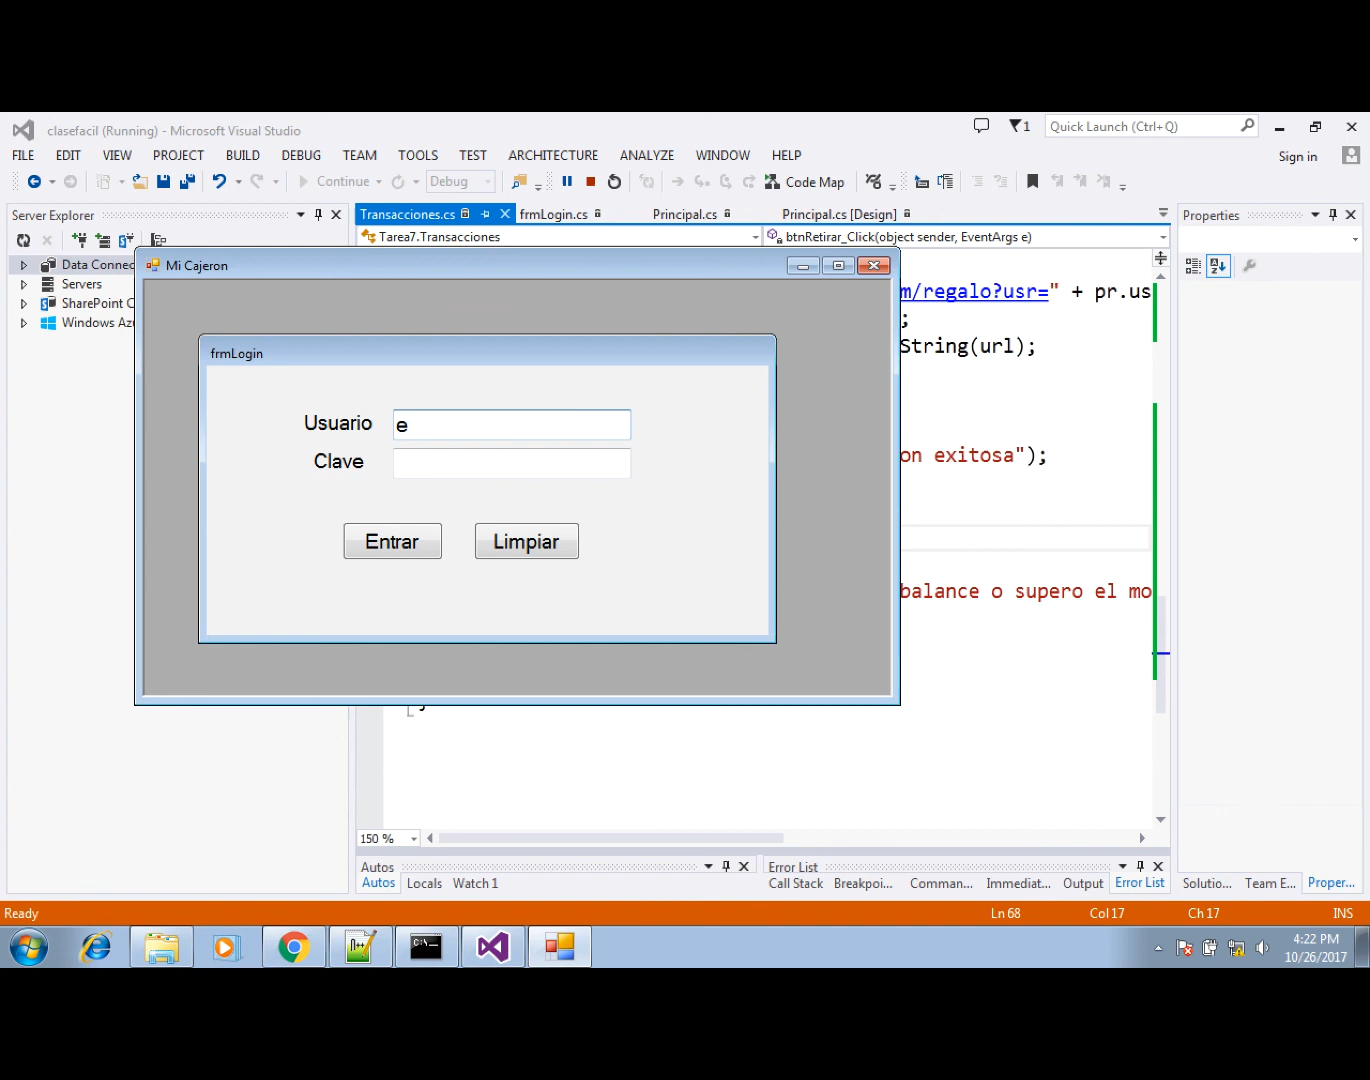 clasefacil (Running) - Microsoft Visual Studio
1
Quick Launch (Ctrl+Q)
FILE EDIT VIEW PROJECT BUILD DEBUG TEAM TOOLS TEST ARCHITECTURE ANALYZE WINDOW HELP
Sign in
Continue Debug Code Map
Server Explorer
Transacciones.cs frmLogin.cs Principal.cs Principal.cs [Design]
Properties
Tarea7.Transacciones
btnRetirar_Click(object sender, EventArgs e)
Data Connec
Servers
SharePoint C
Windows Azu
Mi Cajeron
frmLogin
Usuario e
Clave
Entrar Limpiar
m/regalo?usr=" + pr.us
;
String(url);
on exitosa");
balance o supero el mo
150 %
Autos
Error List
Autos Locals Watch 1
Call Stack Breakpoi... Comman... Immediat... Output Error List
Solutio... Team E... Proper...
Ready
Ln 68 Col 17 Ch 17 INS
C:\
4:22 PM
10/26/2017